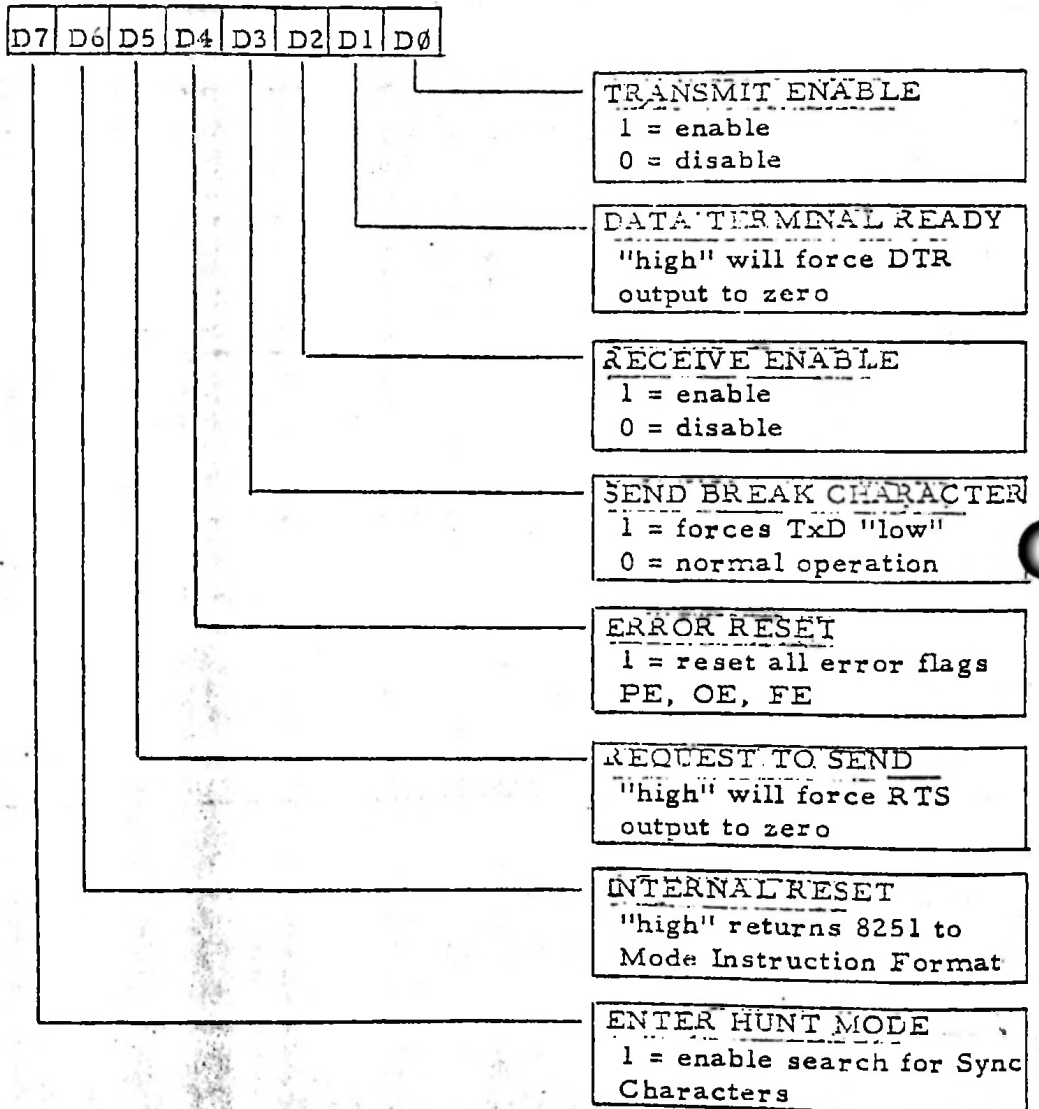 D7 D6 D5 D4 D3 D2 D1 DØ
TRANSMIT ENABLE
1 = enable
0 = disable
DATA TERMINAL READY
"high" will force DTR
output to zero
RECEIVE ENABLE
1 = enable
0 = disable
SEND BREAK CHARACTER
1 = forces TxD "low"
0 = normal operation
ERROR RESET
1 = reset all error flags
PE, OE, FE
REQUEST TO SEND
"high" will force RTS
output to zero
INTERNAL RESET
"high" returns 8251 to
Mode Instruction Format
ENTER HUNT MODE
1 = enable search for Sync
Characters